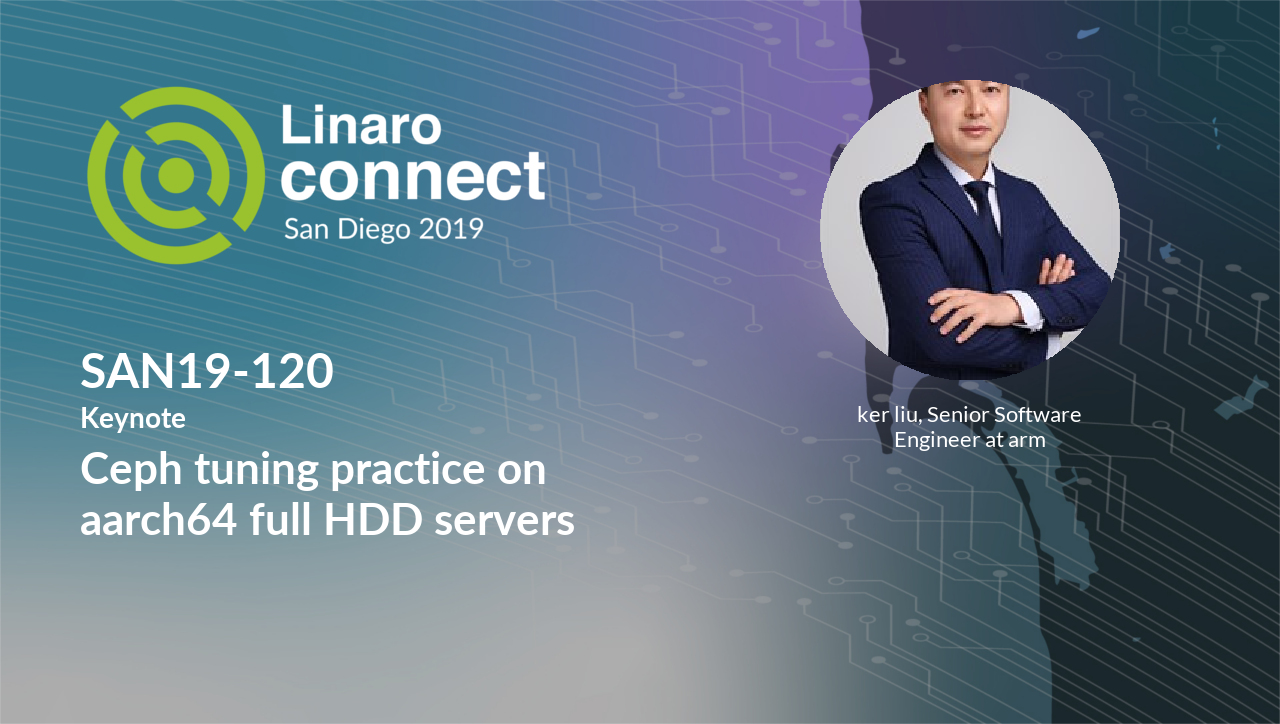 Linaro
connect
San Diego 2019
SAN19-120
Keynote
Ceph tuning practice on
aarch64 full HDD servers
ker liu, Senior Software
Engineer at arm